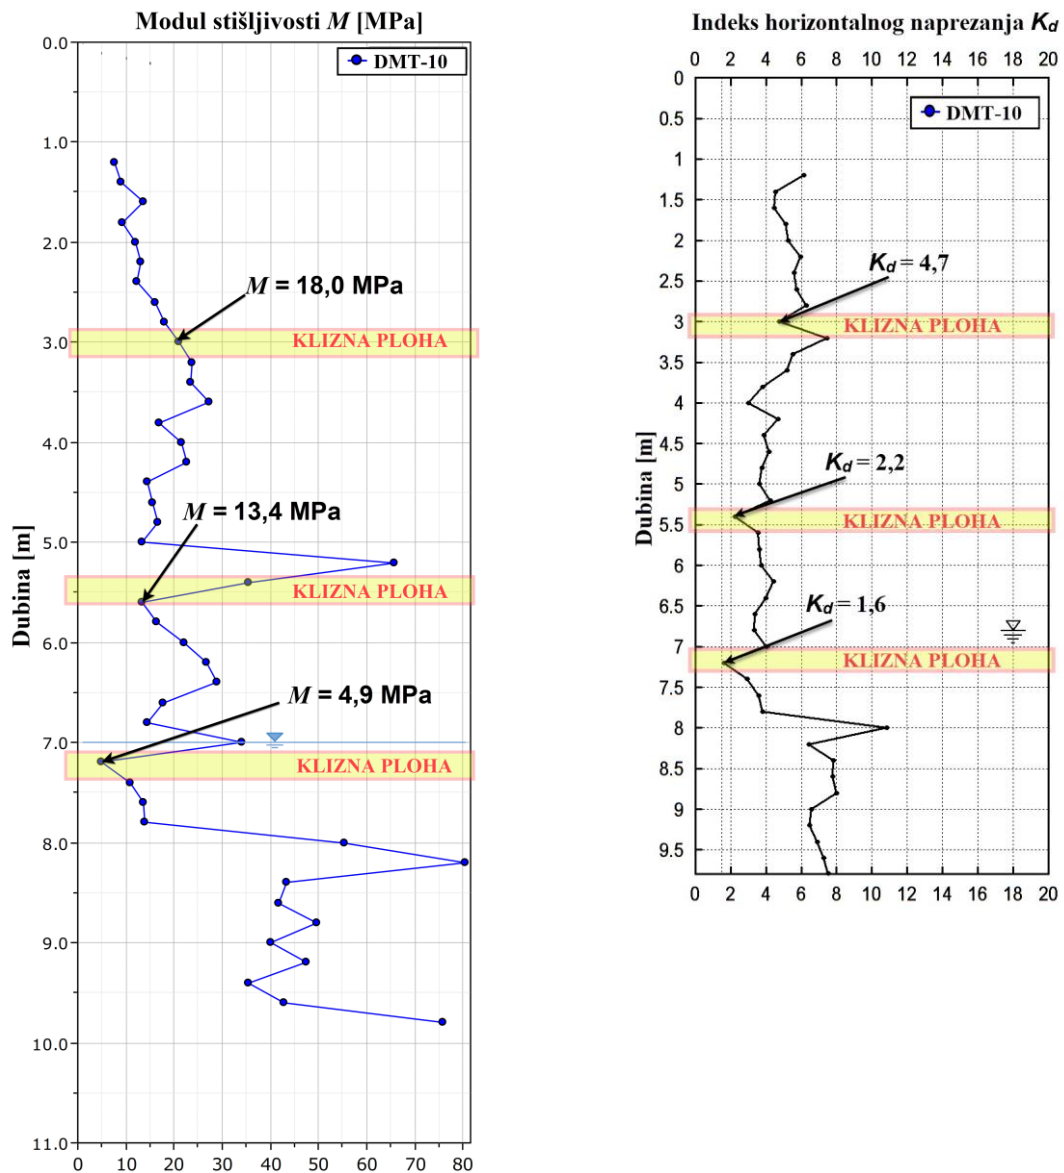 Modul stišljivosti M [MPa]
DMT-10
0.0
1.0
2.0
3.0
4.0
5.0
6.0
7.0
8.0
9.0
10.0
11.0
Dubina [m]
M = 18,0 MPa
KLIZNA PLOHA
M = 13,4 MPa
KLIZNA PLOHA
M = 4,9 MPa
KLIZNA PLOHA
0 10 20 30 40 50 60 70 80
Indeks horizontalnog naprezanja Kd
0 2 4 6 8 10 12 14 16 18 20
DMT-10
0
0.5
1
1.5
2
2.5
3
3.5
4
4.5
5
5.5
6
6.5
7
7.5
8
8.5
9
9.5
Dubina [m]
Kd = 4,7
KLIZNA PLOHA
Kd = 2,2
KLIZNA PLOHA
Kd = 1,6
KLIZNA PLOHA
0 2 4 6 8 10 12 14 16 18 20